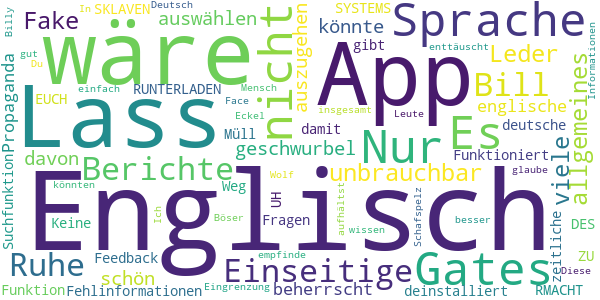 Billy
In SKLAVEN Deutsch SYSTEMS Sprache
Fake wäre auswählen nicht könnte
gut Du gibt enttäuscht Informationen
auszugehen App Leder
Propaganda EUCH RUNTERLADEN Bill
einfach Face Mensch insgesamt englische
Lass Müll Eckel damit Leute Es deutsche allgemeines
Suchfunktion davon Berichte geschwurbel Nur Funktioniert viele
Weg Wolf unbrauchbar glaube
Englisch
könnten UH aufhältst Schafspelz
Keine Ich Böser Fragen wissen besser DES
Ruhe Feedback empfinde Gates zeitliche
schön Einseitige ZU
Funktion Eingrenzung Diese
Fehlinformationen beherrscht deinstalliert RMACHT